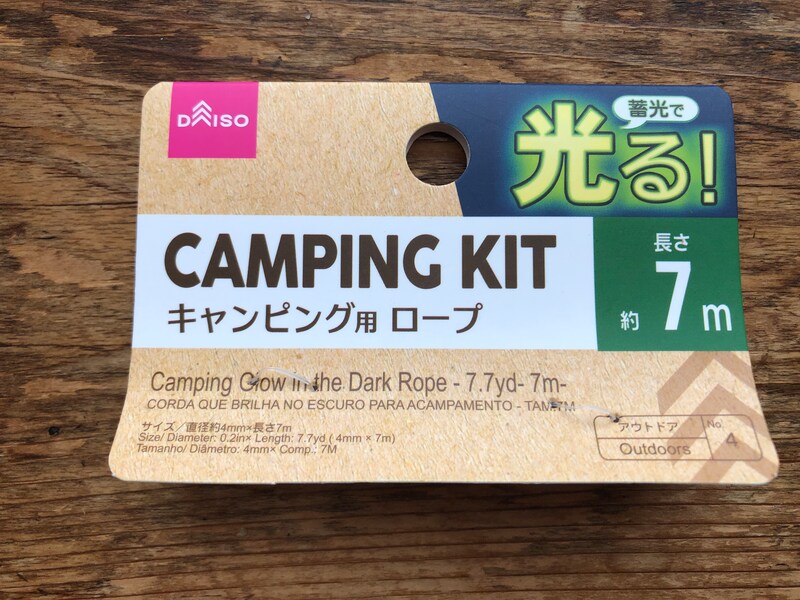 DAISO
蓄光で
光る!
CAMPING KIT
キャンピング用 ロープ
長さ
約 7m
Camping Glow in the Dark Rope - 7.7yd- 7m-
CORDA QUE BRILHA NO ESCURO PARA ACAMPAMENTO - TAM.7M
サイズ/直径約4mm×長さ7m
Size/ Diameter: 0.2in× Length: 7.7yd ( 4mm × 7m)
Tamanho/ Diâmetro: 4mm× Comp.: 7M
アウトドア
Outdoors
No.
4